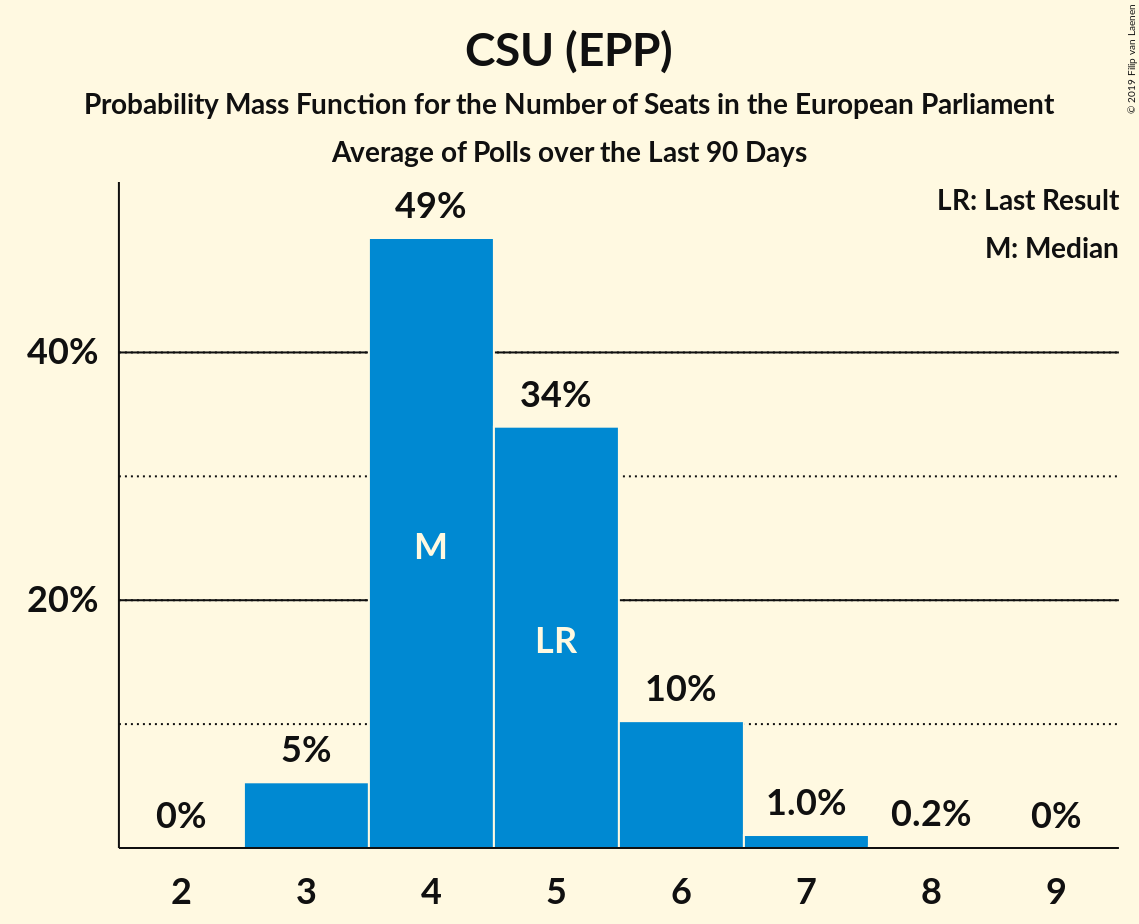 CSU (EPP)
Probability Mass Function for the Number of Seats in the European Parliament
Average of Polls over the Last 90 Days
© 2019 Filip van Laenen
LR: Last Result
M: Median
49%
40%
34%
M
20%
LR
10%
5%
0%
1.0%
0.2%
0%
2 3 4 5 6 7 8 9